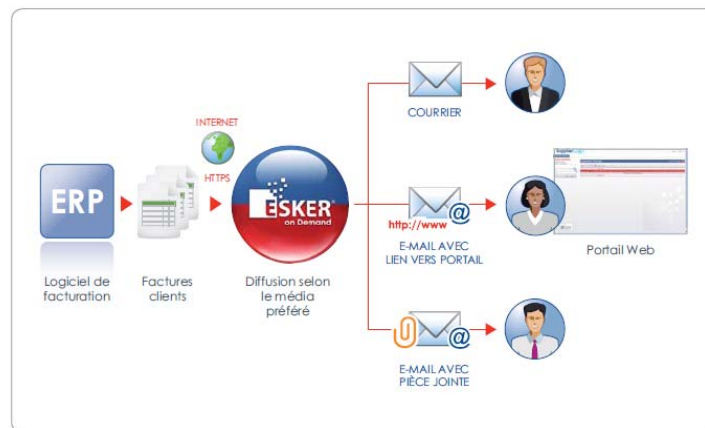 INTERNET
HTTPS
ERP
ESKER®
on Demand
Logiciel de
facturation
Factures
clients
Diffusion selon
le média
préféré
COURRIER
http://www
@
E-MAIL AVEC
LIEN VERS PORTAIL
Portail Web
@
E-MAIL AVEC
PIÈCE JOINTE